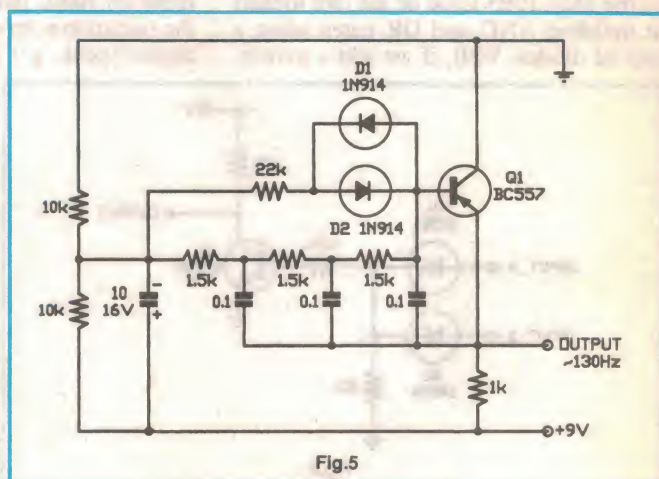 D1
1N914
22k
Q1
BC557
10k
D2 1N914
1.5k
1.5k
1.5k
10k
10
16V
-
+
0.1
0.1
0.1
OUTPUT
~130Hz
1k
+9V
Fig.5